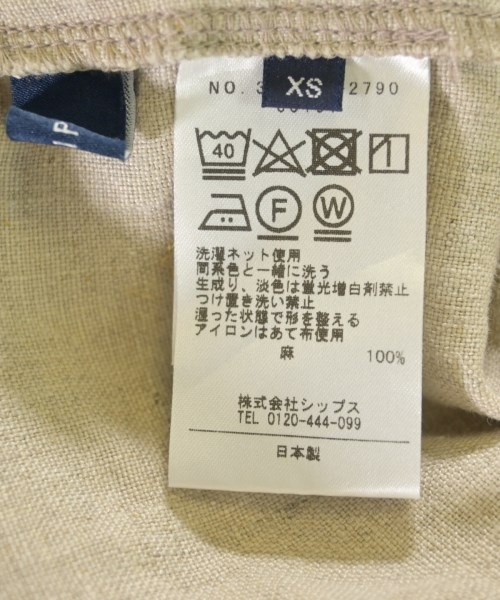 XS
NO. 3 -2790
40
F
W
洗濯ネット使用
同系色と一緒に洗う
生成り、淡色は蛍光増白剤禁止
つけ置き洗い禁止
湿った状態で形を整える
アイロンはあて布使用
麻 100%
株式会社シップス
TEL 0120-444-099
日本製